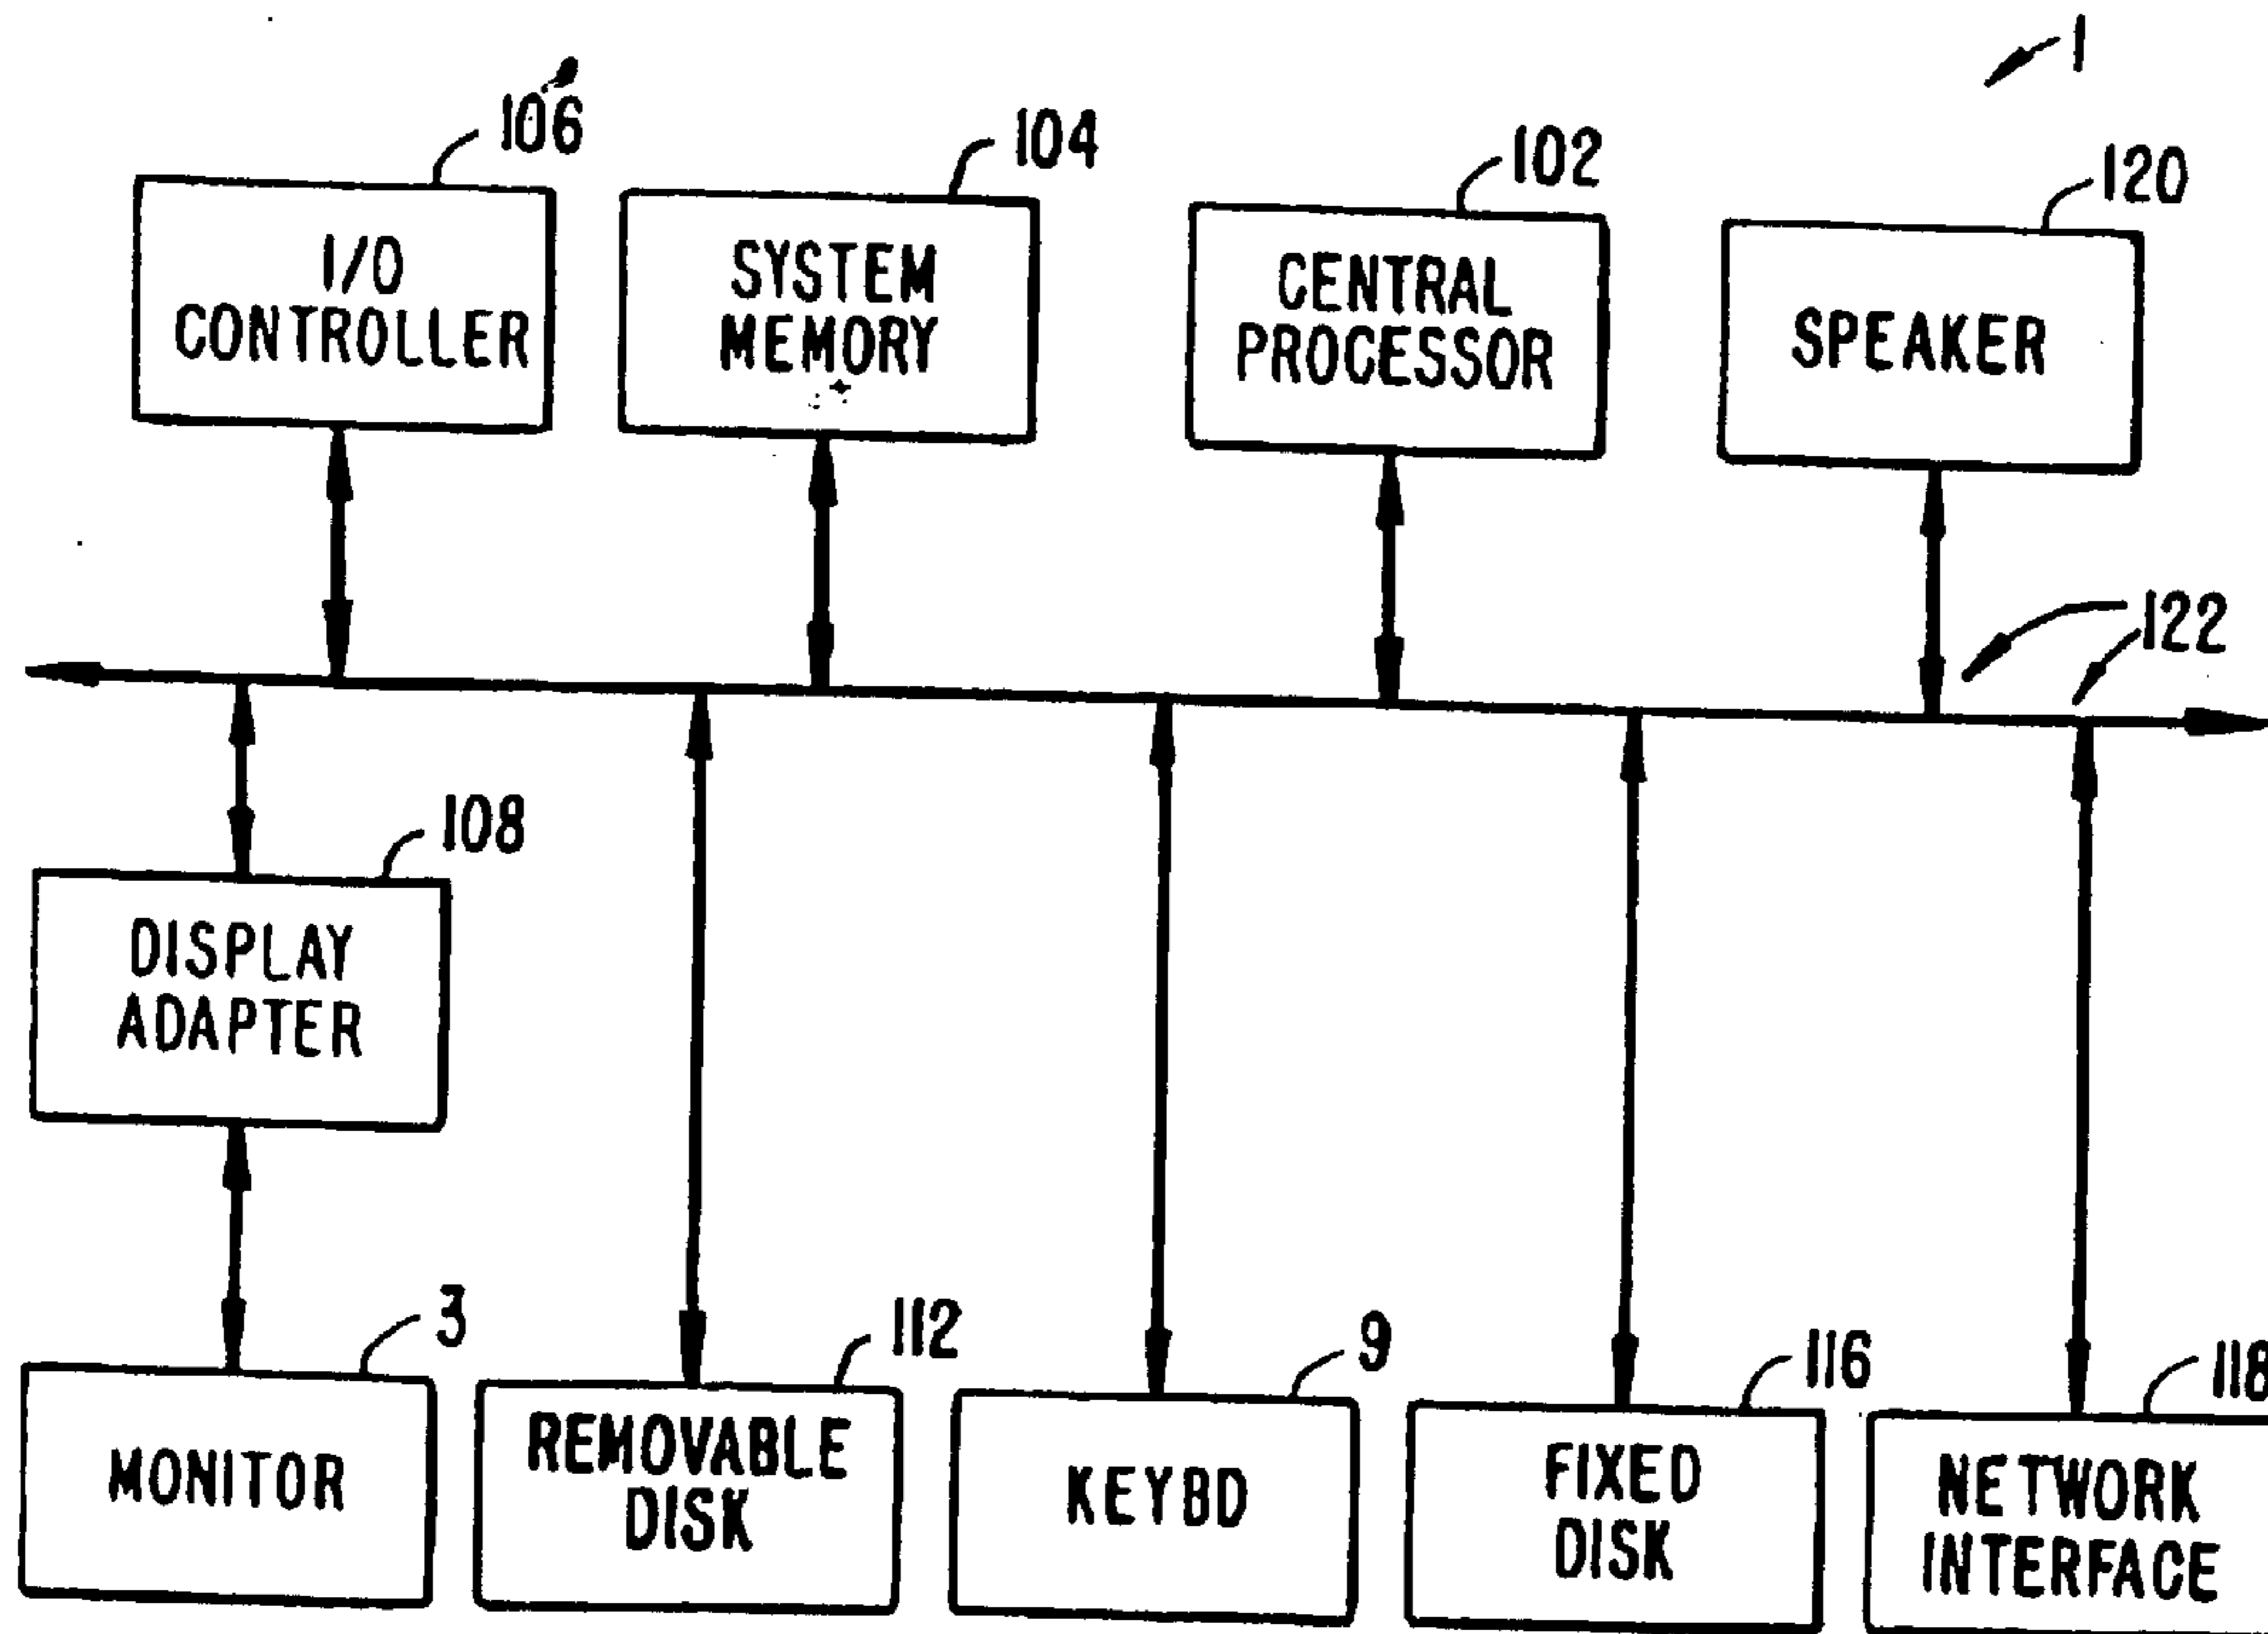 1
106
104
102
120
I/O
CONTROLLER
SYSTEM
MEMORY
CENTRAL
PROCESSOR
SPEAKER
122
108
DISPLAY
ADAPTER
3
112
9
116
118
MONITOR
REMOVABLE
DISK
KEYBD
FIXED
DISK
NETWORK
INTERFACE